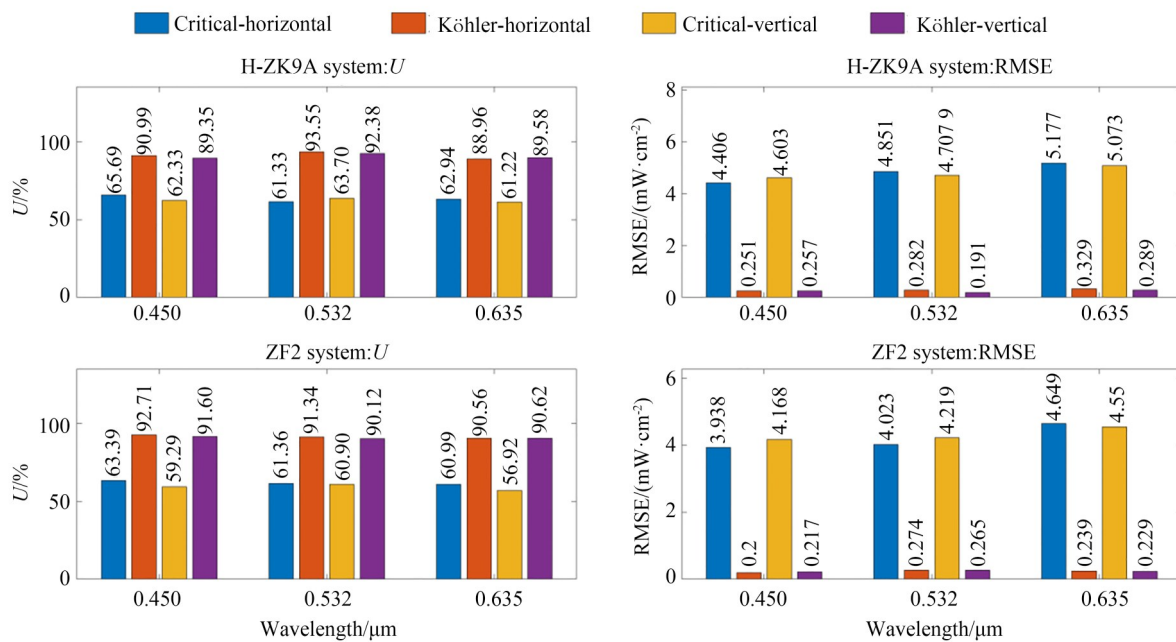 Critical-horizontal Köhler-horizontal Critical-vertical Köhler-vertical
H-ZK9A system:U
100
50
0
U/%
65.69 90.99 62.33 89.35 61.33 93.55 63.70 92.38 62.94 88.96 61.22 89.58
0.450 0.532 0.635
H-ZK9A system:RMSE
8
6
4
2
0
RMSE/(mW·cm⁻²)
4.406 0.251 4.603 0.257 4.851 0.282 4.707 9 0.191 5.177 0.329 5.073 0.289
0.450 0.532 0.635
ZF2 system:U
100
50
0
U/%
63.39 92.71 59.29 91.60 61.36 91.34 60.90 90.12 60.99 90.56 56.92 90.62
0.450 0.532 0.635
Wavelength/μm
ZF2 system:RMSE
6
4
2
0
RMSE/(mW·cm⁻²)
3.938 0.2 4.168 0.217 4.023 0.274 4.219 0.265 4.649 0.239 4.55 0.229
0.450 0.532 0.635
Wavelength/μm